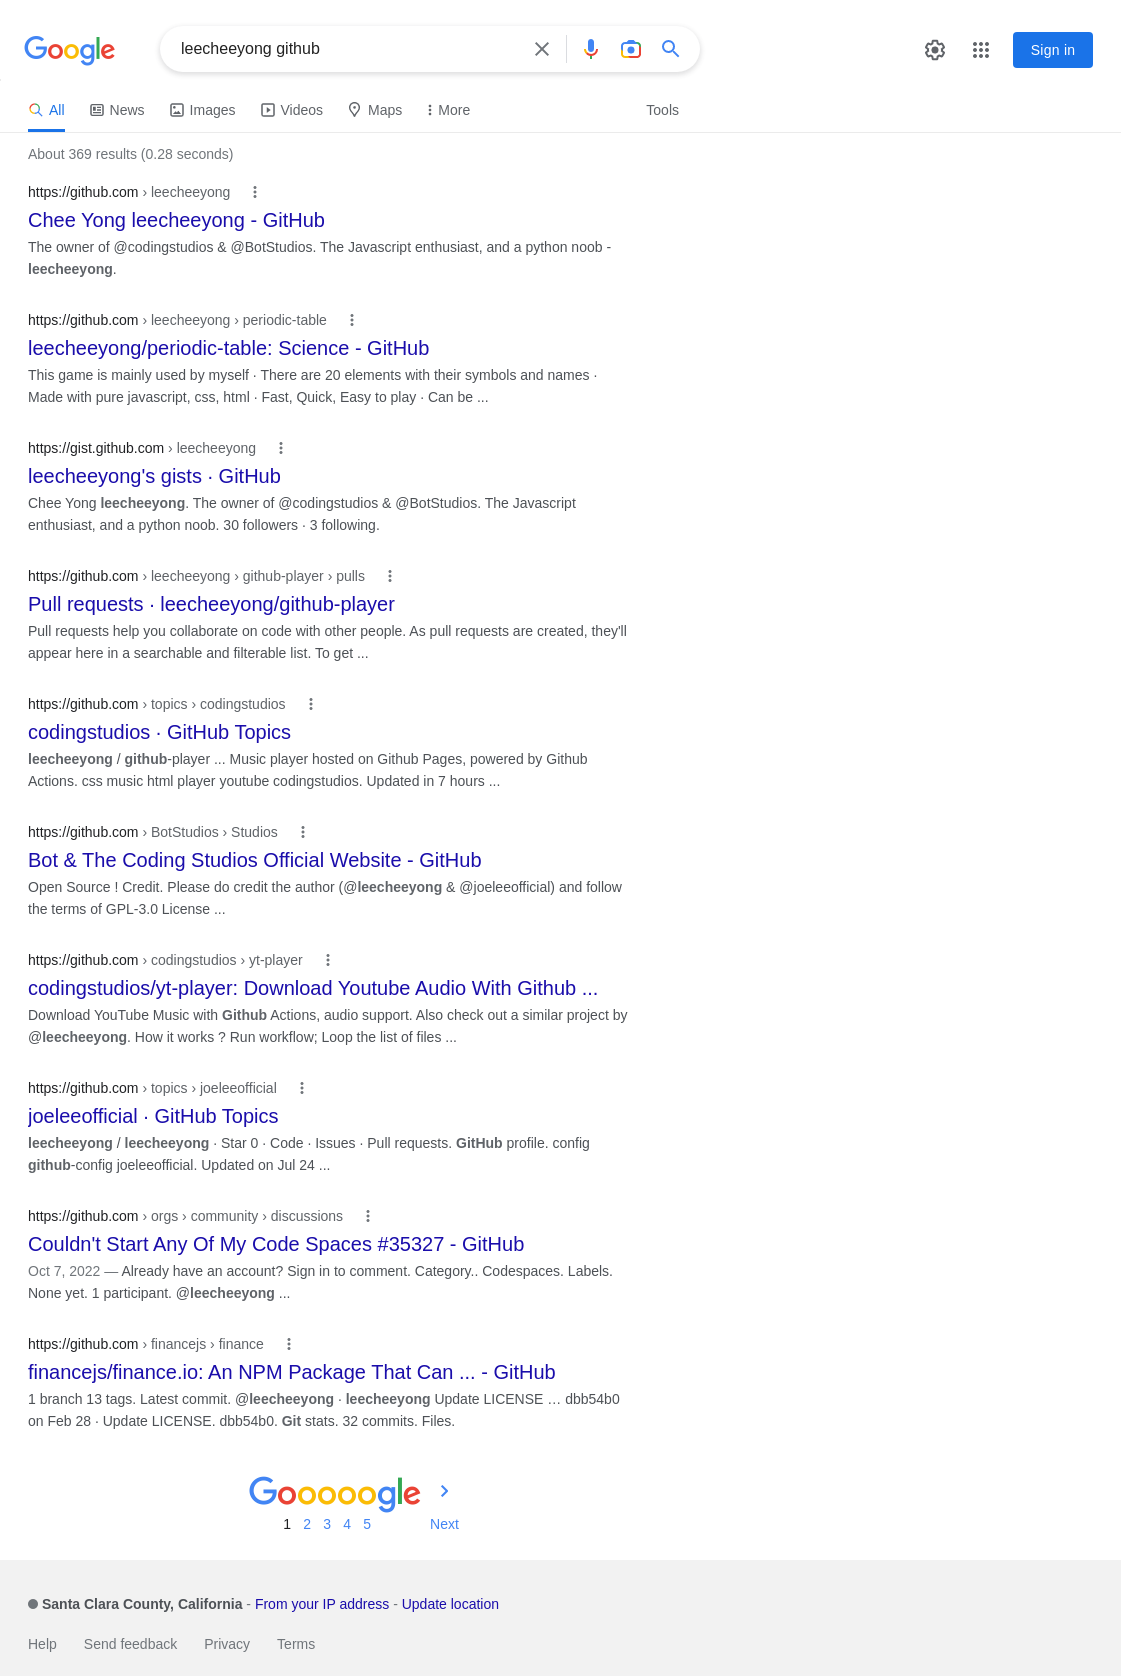 Google
leecheeyong github
Sign in
All News Images Videos Maps More Tools
About 369 results (0.28 seconds)
https://github.com › leecheeyong
Chee Yong leecheeyong - GitHub
The owner of @codingstudios & @BotStudios. The Javascript enthusiast, and a python noob -
leecheeyong.
https://github.com › leecheeyong › periodic-table
leecheeyong/periodic-table: Science - GitHub
This game is mainly used by myself · There are 20 elements with their symbols and names ·
Made with pure javascript, css, html · Fast, Quick, Easy to play · Can be ...
https://gist.github.com › leecheeyong
leecheeyong's gists · GitHub
Chee Yong leecheeyong. The owner of @codingstudios & @BotStudios. The Javascript
enthusiast, and a python noob. 30 followers · 3 following.
https://github.com › leecheeyong › github-player › pulls
Pull requests · leecheeyong/github-player
Pull requests help you collaborate on code with other people. As pull requests are created, they'll
appear here in a searchable and filterable list. To get ...
https://github.com › topics › codingstudios
codingstudios · GitHub Topics
leecheeyong / github-player ... Music player hosted on Github Pages, powered by Github
Actions. css music html player youtube codingstudios. Updated in 7 hours ...
https://github.com › BotStudios › Studios
Bot & The Coding Studios Official Website - GitHub
Open Source ! Credit. Please do credit the author (@leecheeyong & @joeleeofficial) and follow
the terms of GPL-3.0 License ...
https://github.com › codingstudios › yt-player
codingstudios/yt-player: Download Youtube Audio With Github ...
Download YouTube Music with Github Actions, audio support. Also check out a similar project by
@leecheeyong. How it works ? Run workflow; Loop the list of files ...
https://github.com › topics › joeleeofficial
joeleeofficial · GitHub Topics
leecheeyong / leecheeyong · Star 0 · Code · Issues · Pull requests. GitHub profile. config
github-config joeleeofficial. Updated on Jul 24 ...
https://github.com › orgs › community › discussions
Couldn't Start Any Of My Code Spaces #35327 - GitHub
Oct 7, 2022 — Already have an account? Sign in to comment. Category.. Codespaces. Labels.
None yet. 1 participant. @leecheeyong ...
https://github.com › financejs › finance
financejs/finance.io: An NPM Package That Can ... - GitHub
1 branch 13 tags. Latest commit. @leecheeyong · leecheeyong Update LICENSE … dbb54b0
on Feb 28 · Update LICENSE. dbb54b0. Git stats. 32 commits. Files.
Gooooogle
1 2 3 4 5 Next
Santa Clara County, California - From your IP address - Update location
Help Send feedback Privacy Terms